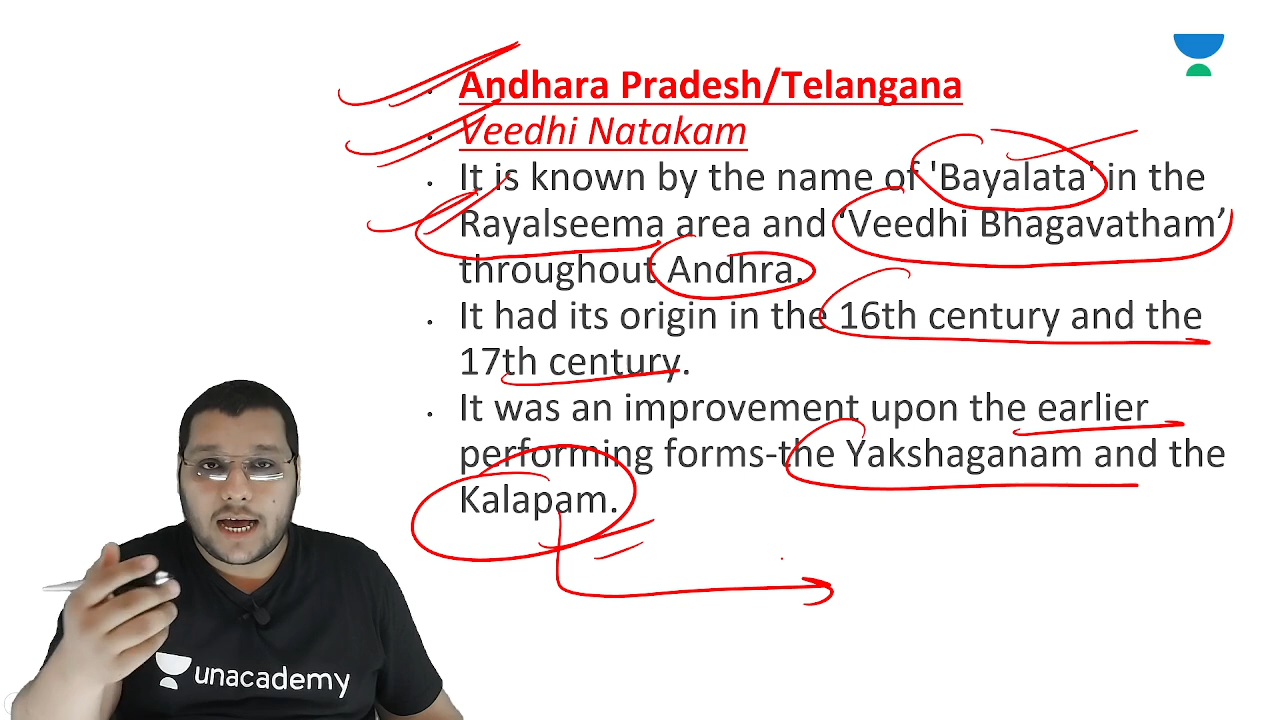 Andhara Pradesh/Telangana
Veedhi Natakam
It is known by the name of 'Bayalata' in the
Rayalseema area and ‘Veedhi Bhagavatham’
throughout Andhra.
It had its origin in the 16th century and the
17th century.
It was an improvement upon the earlier
performing forms-the Yakshaganam and the
Kalapam.
unacademy